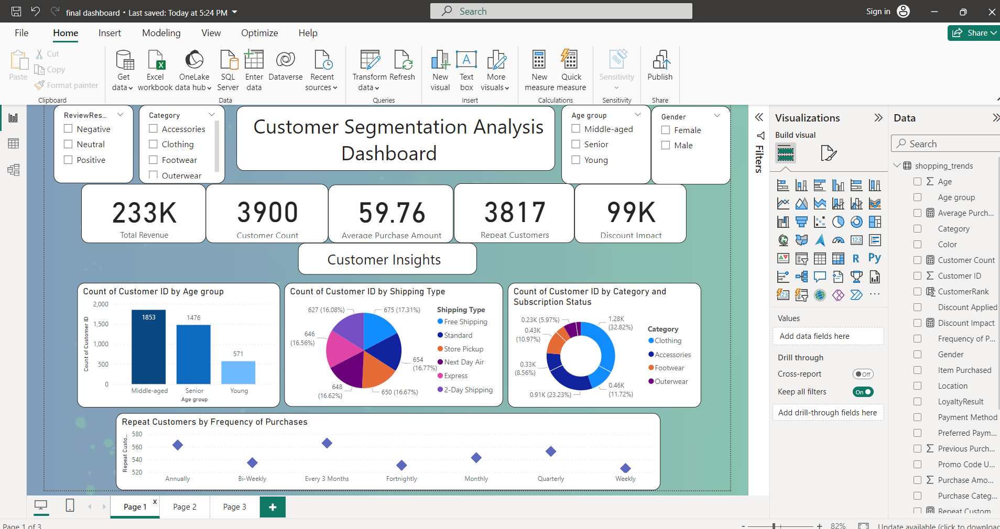 final dashboard • Last saved: Today at 5:24 PM
Search
Sign in
File Home Insert Modeling View Optimize Help
Share
Paste
Cut
Copy
Format painter
Clipboard
Get data
Excel workbook
OneLake data hub
SQL Server
Enter data
Dataverse
Recent sources
Data
Transform data
Refresh
Queries
New visual
Text box
More visuals
Insert
New measure
Quick measure
Calculations
Sensitivity
Sensitivity
Publish
Share
ReviewRes...
Negative
Neutral
Positive
Category
Accessories
Clothing
Footwear
Outerwear
Customer Segmentation Analysis
Dashboard
Age group
Middle-aged
Senior
Young
Gender
Female
Male
233K
Total Revenue
3900
Customer Count
59.76
Average Purchase Amount
3817
Repeat Customers
99K
Discount Impact
Customer Insights
Count of Customer ID by Age group
Count of Customer ID
2,000
1,500
1,000
500
0
1853
1476
571
Middle-aged Senior Young
Age group
Count of Customer ID by Shipping Type
627 (16.08%)
675 (17.31%)
646
(16.56%)
654
(16.77%)
648
(16.62%)
650 (16.67%)
Shipping Type
Free Shipping
Standard
Store Pickup
Next Day Air
Express
2-Day Shipping
Count of Customer ID by Category and
Subscription Status
0.23K (5.97%)
1.28K
(32.82%)
0.43K
(10.97%)
0.33K
(8.56%)
0.91K (23.23%)
0.46K
(11.72%)
Category
Clothing
Accessories
Footwear
Outerwear
Repeat Customers by Frequency of Purchases
Repeat Custo...
580
560
540
520
Annually Bi-Weekly Every 3 Months Fortnightly Monthly Quarterly Weekly
Filters
Visualizations
Build visual
123
R
Py
123
Values
Add data fields here
Drill through
Cross-report
Off
Keep all filters
On
Add drill-through fields here
Data
Search
shopping_trends
Age
Age group
Average Purch...
Category
Color
Customer Count
Customer ID
CustomerRank
Discount Applied
Discount Impact
Frequency of P...
Gender
Item Purchased
Location
LoyaltyResult
Payment Method
Preferred Paym...
Previous Purch...
Promo Code U...
Purchase Amo...
Purchase Categ...
Repeat Custom
Page 1 x
Page 2
Page 3
+
Page 1 of 3
- + 82%
Update available (click to download